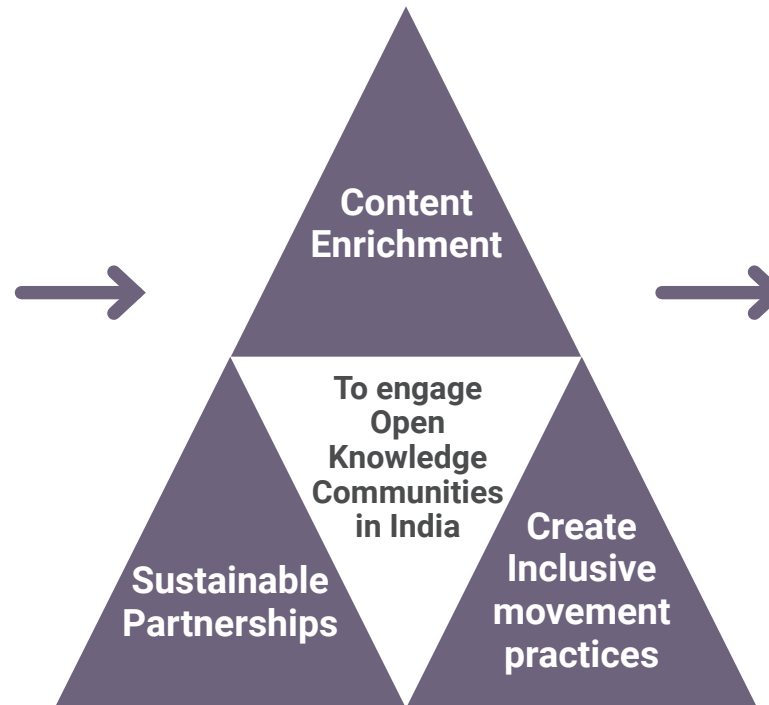 Content
Enrichment
To engage
Open
Knowledge
Communities
in India
Sustainable
Partnerships
Create
Inclusive
movement
practices